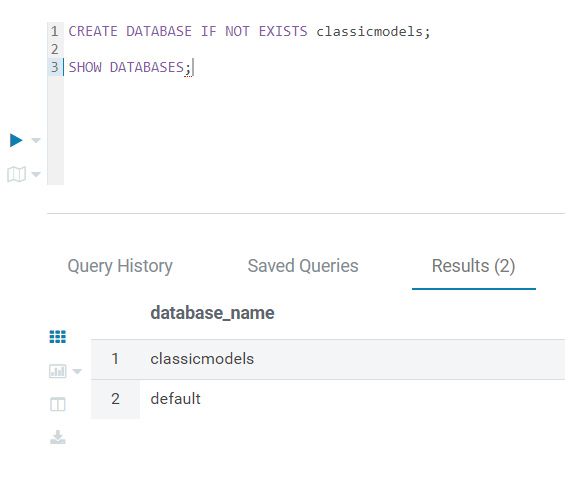 1 CREATE DATABASE IF NOT EXISTS classicmodels;
2
3 SHOW DATABASES;
Query History Saved Queries Results (2)
database_name
1 classicmodels
2 default